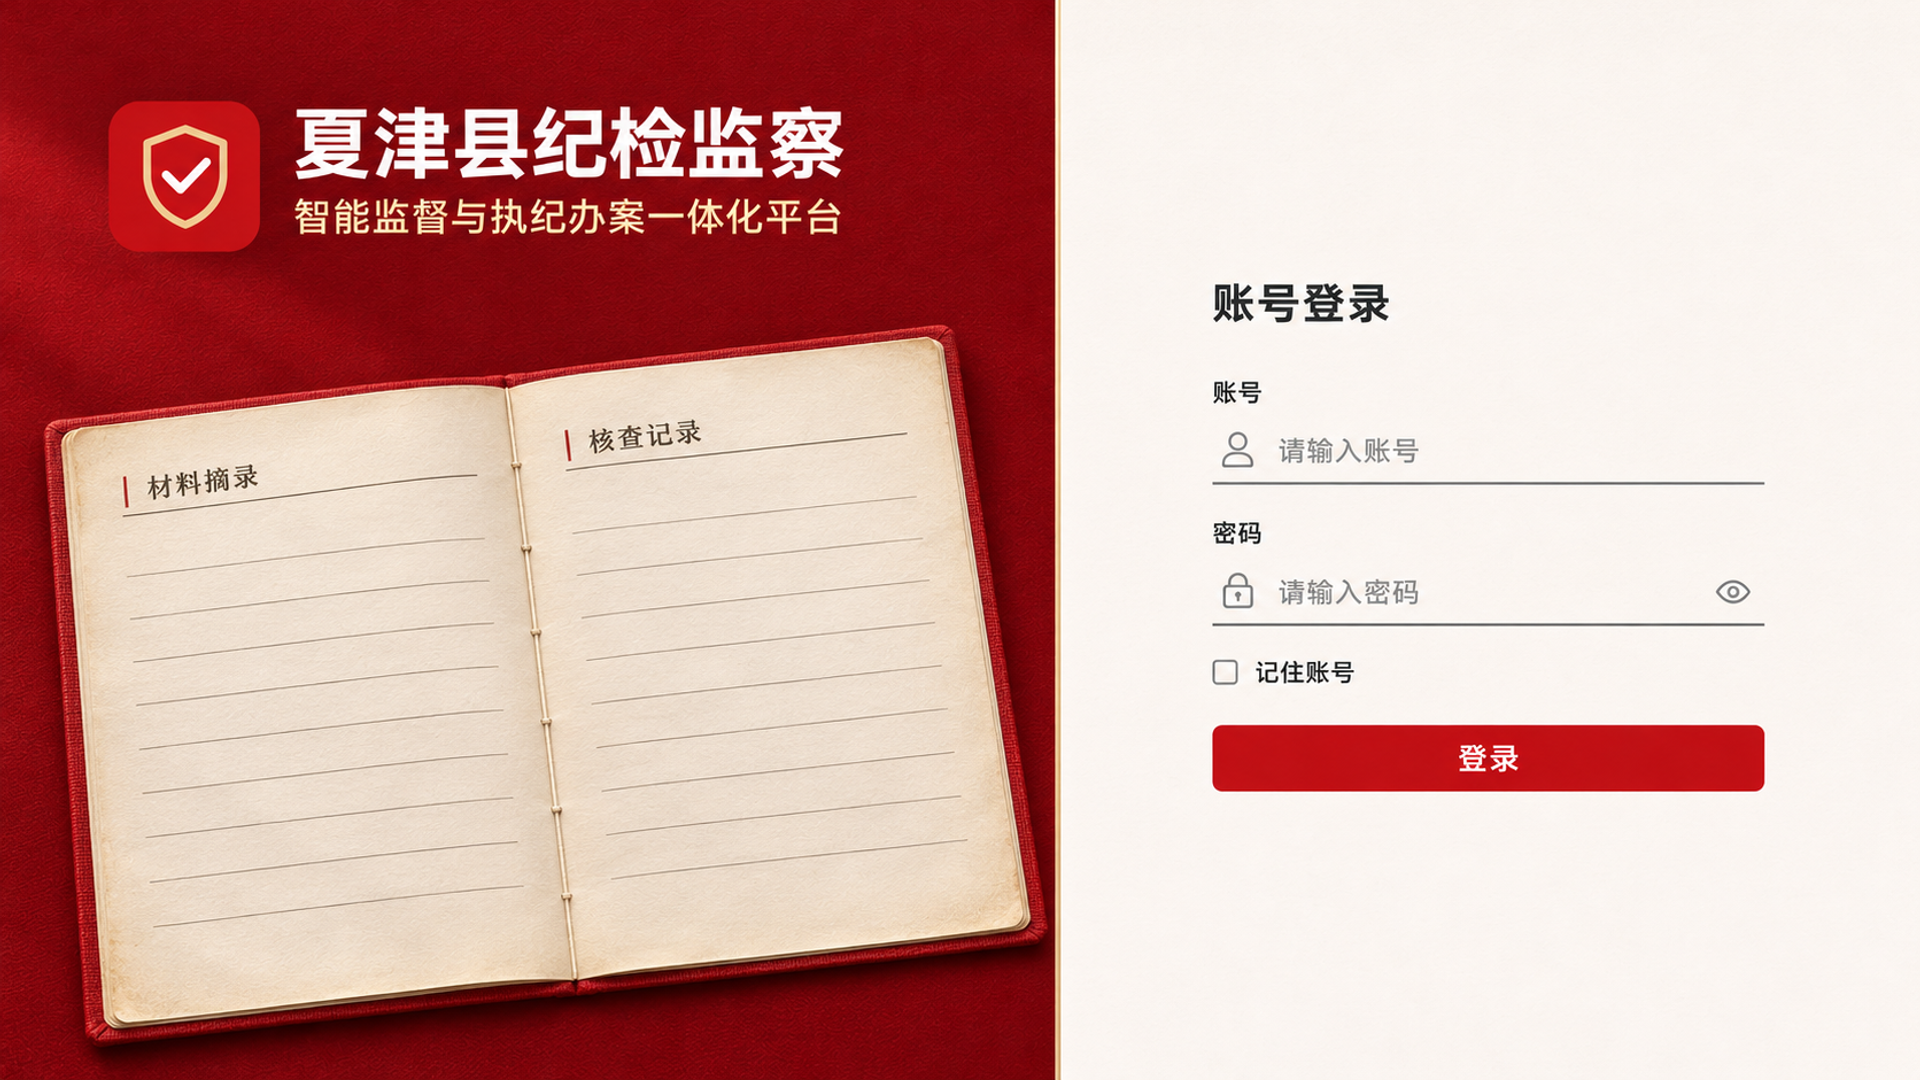 夏津县纪检监察
智能监督与执纪办案一体化平台
材料摘录
核查记录
账号登录
账号
请输入账号
密码
请输入密码
记住账号
登录